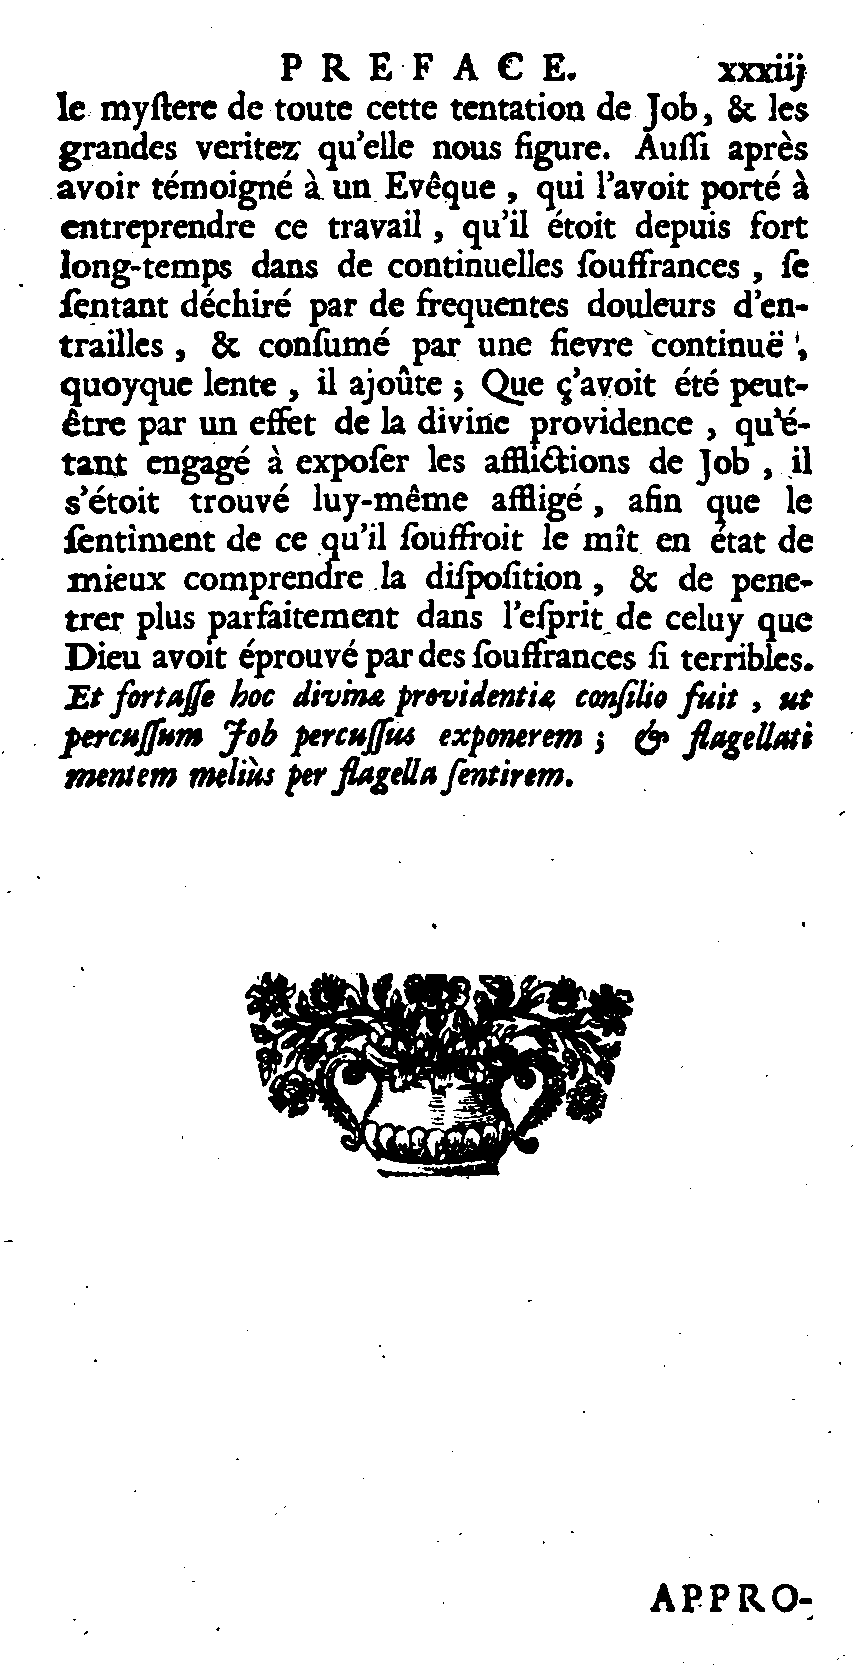 PREFACE. xxxiij
le myſtere de toute cette tentation de Job, & les
grandes veritez qu'elle nous figure. Auſſi après
avoir témoigné à un Evêque, qui l'avoit porté à
entreprendre ce travail, qu'il étoit depuis fort
long-temps dans de continuelles ſouffrances, ſe
ſentant déchiré par de frequentes douleurs d'en-
trailles, & conſumé par une fievre continuë,
quoyque lente, il ajoûte; Que ç'avoit été peut-
être par un effet de la divine providence, qu'é-
tant engagé à expoſer les afflictions de Job, il
s'étoit trouvé luy-même affligé, afin que le
ſentiment de ce qu'il ſouffroit le mît en état de
mieux comprendre la diſpoſition, & de pene-
trer plus parfaitement dans l'eſprit de celuy que
Dieu avoit éprouvé par des ſouffrances ſi terribles.
Et fortaſſe hoc divinæ providentiæ conſilio fuit, ut
percuſſum Job percuſſus exponerem; & flagellati
mentem meliùs per flagella ſentirem.
APPRO-